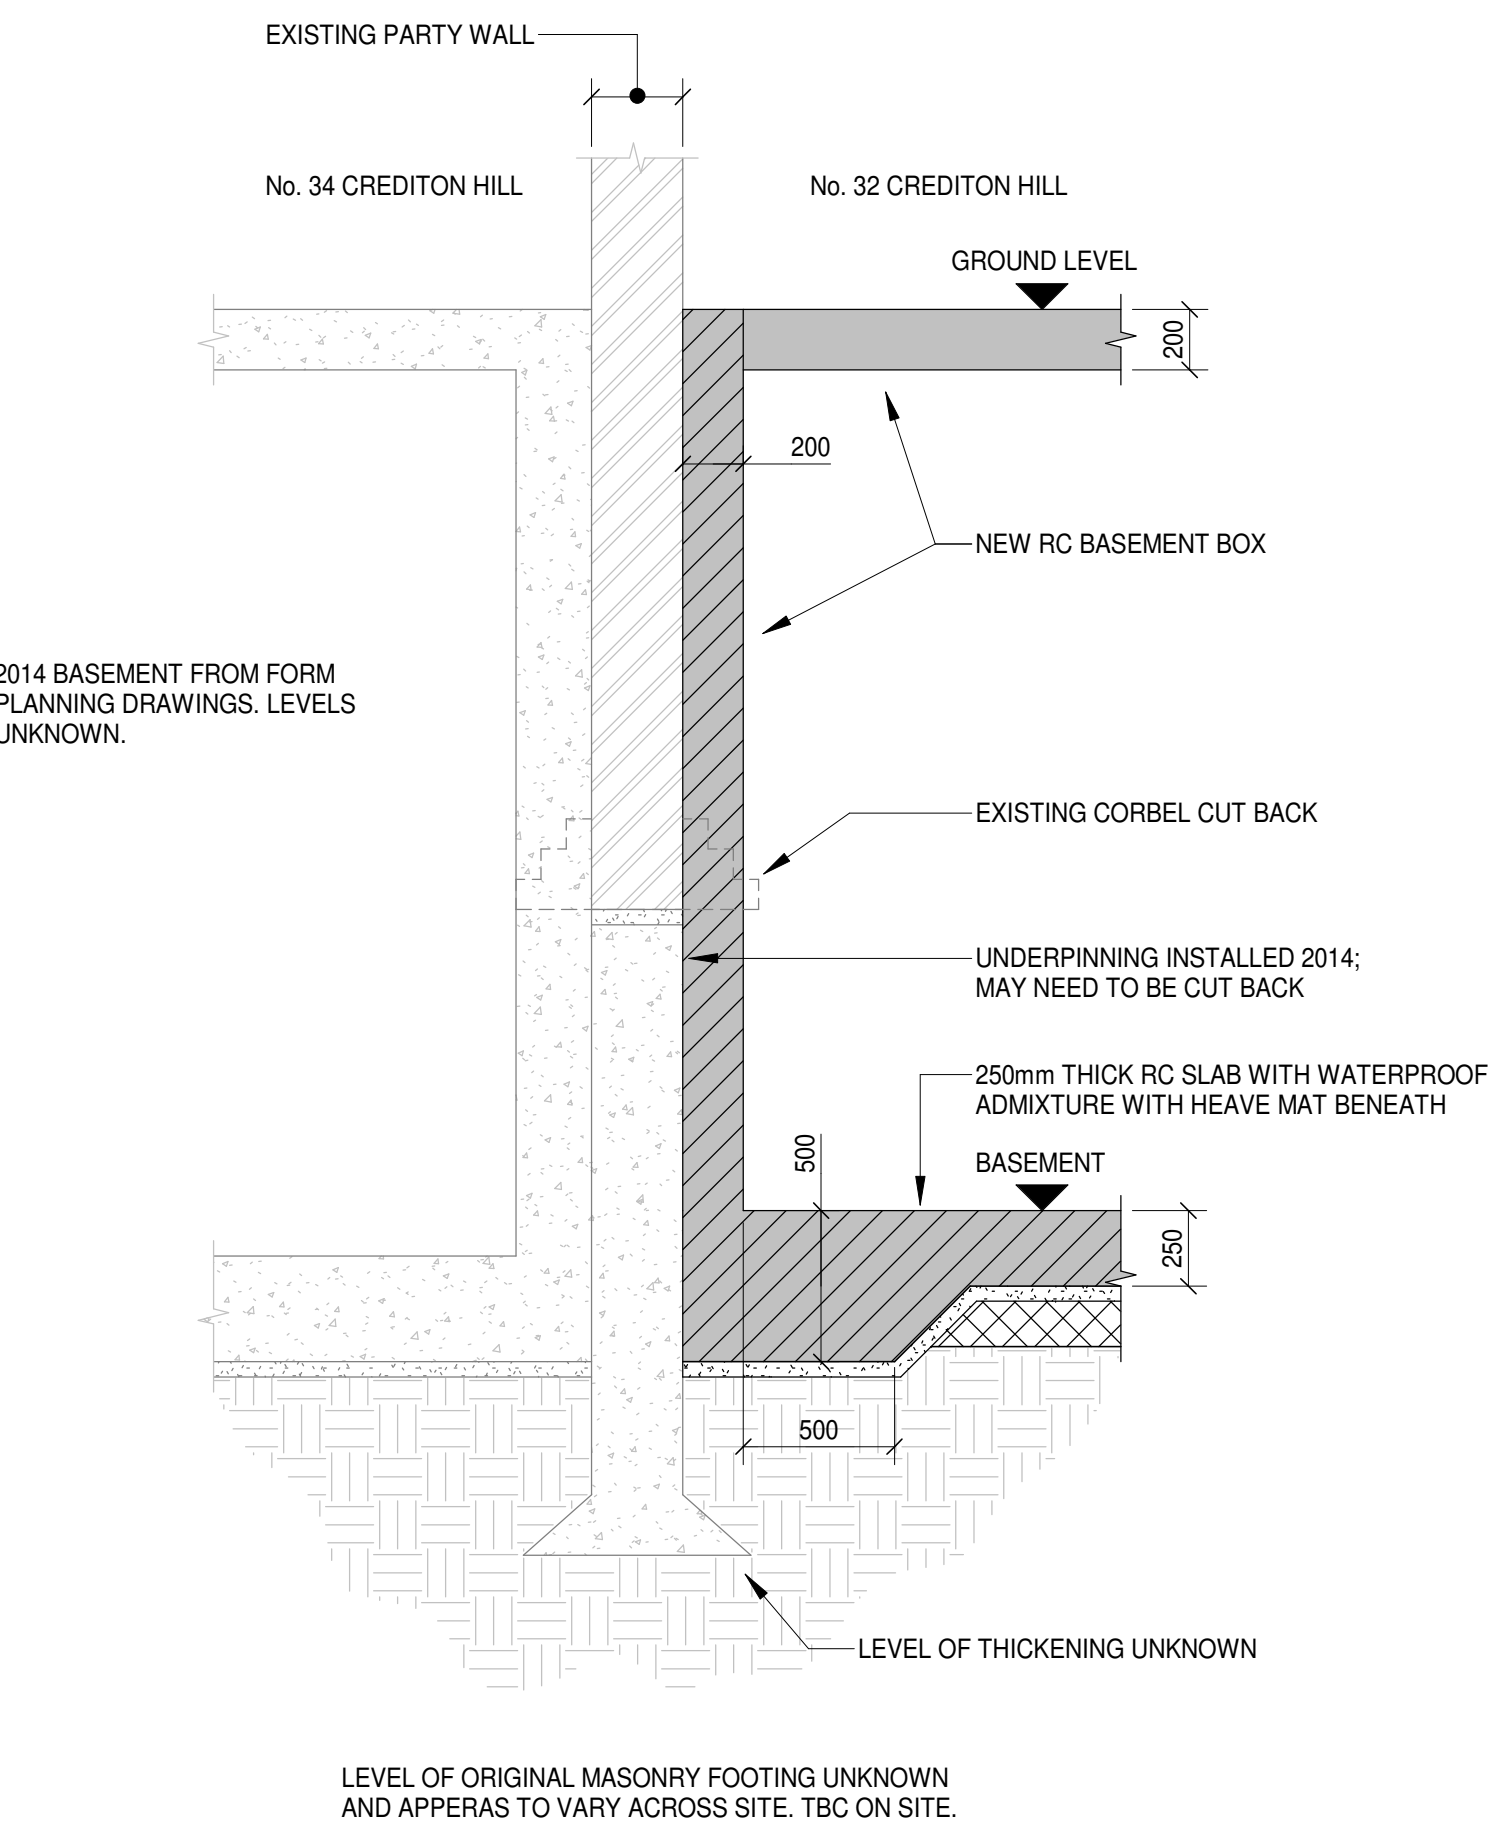 EXISTING PARTY WALL
No. 34 CREDITON HILL
No. 32 CREDITON HILL
GROUND LEVEL
200
200
NEW RC BASEMENT BOX
2014 BASEMENT FROM FORM
PLANNING DRAWINGS. LEVELS
UNKNOWN.
EXISTING CORBEL CUT BACK
UNDERPINNING INSTALLED 2014;
MAY NEED TO BE CUT BACK
250mm THICK RC SLAB WITH WATERPROOF
ADMIXTURE WITH HEAVE MAT BENEATH
500
BASEMENT
250
500
LEVEL OF THICKENING UNKNOWN
LEVEL OF ORIGINAL MASONRY FOOTING UNKNOWN
AND APPERAS TO VARY ACROSS SITE. TBC ON SITE.